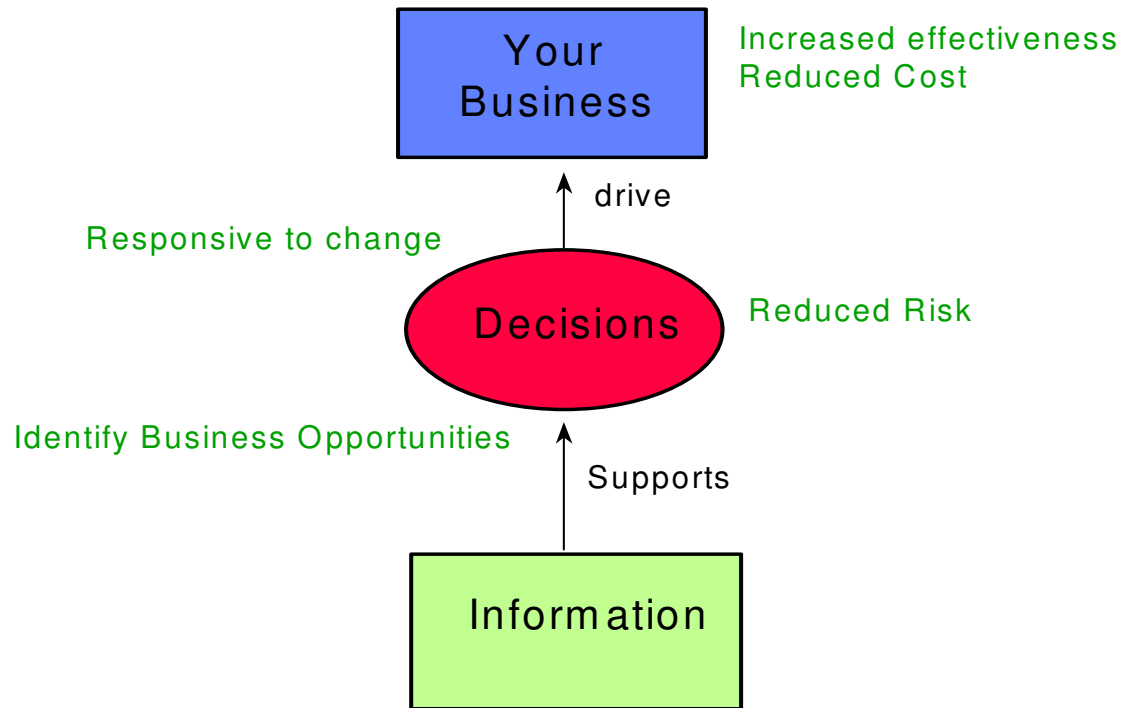 Your
Business
Increased effectiveness
Reduced Cost
drive
Responsive to change
Decisions
Reduced Risk
Identify Business Opportunities
Supports
Information